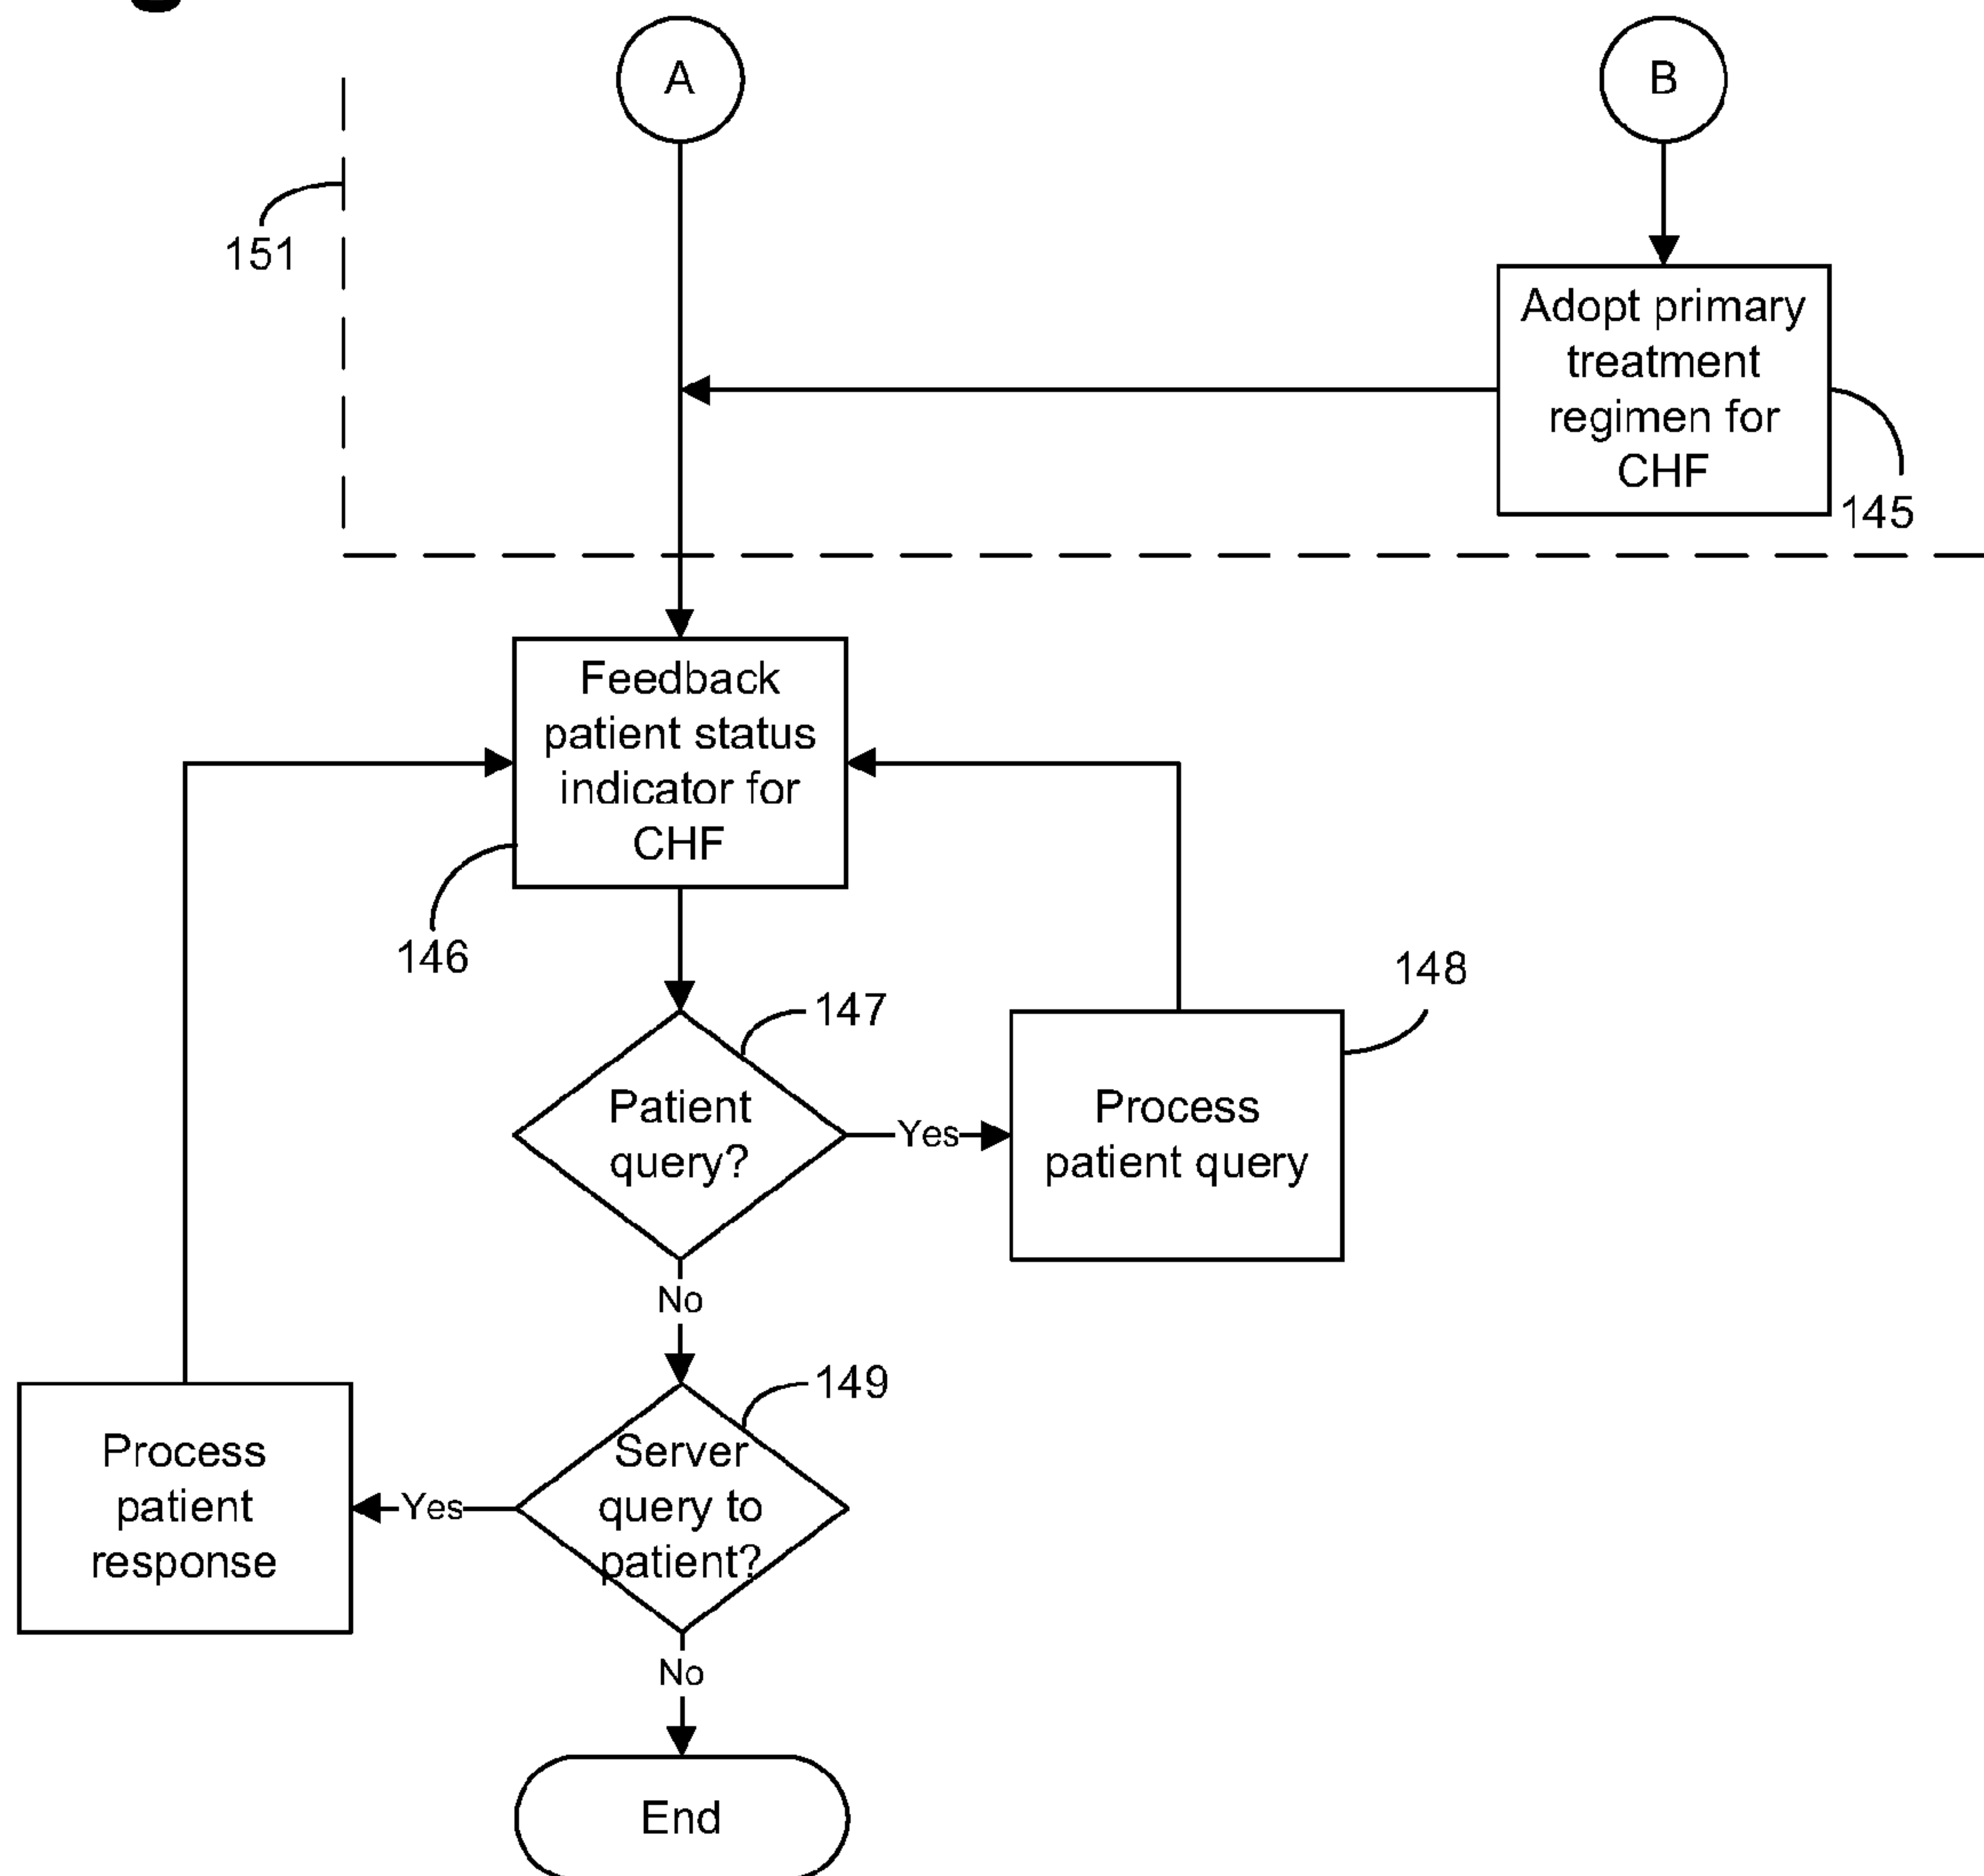 A
B
151
Adopt primary
treatment
regimen for
CHF
145
Feedback
patient status
indicator for
CHF
146
148
147
Patient
query?
Yes
Process
patient query
No
149
Process
patient
response
Yes
Server
query to
patient?
No
End